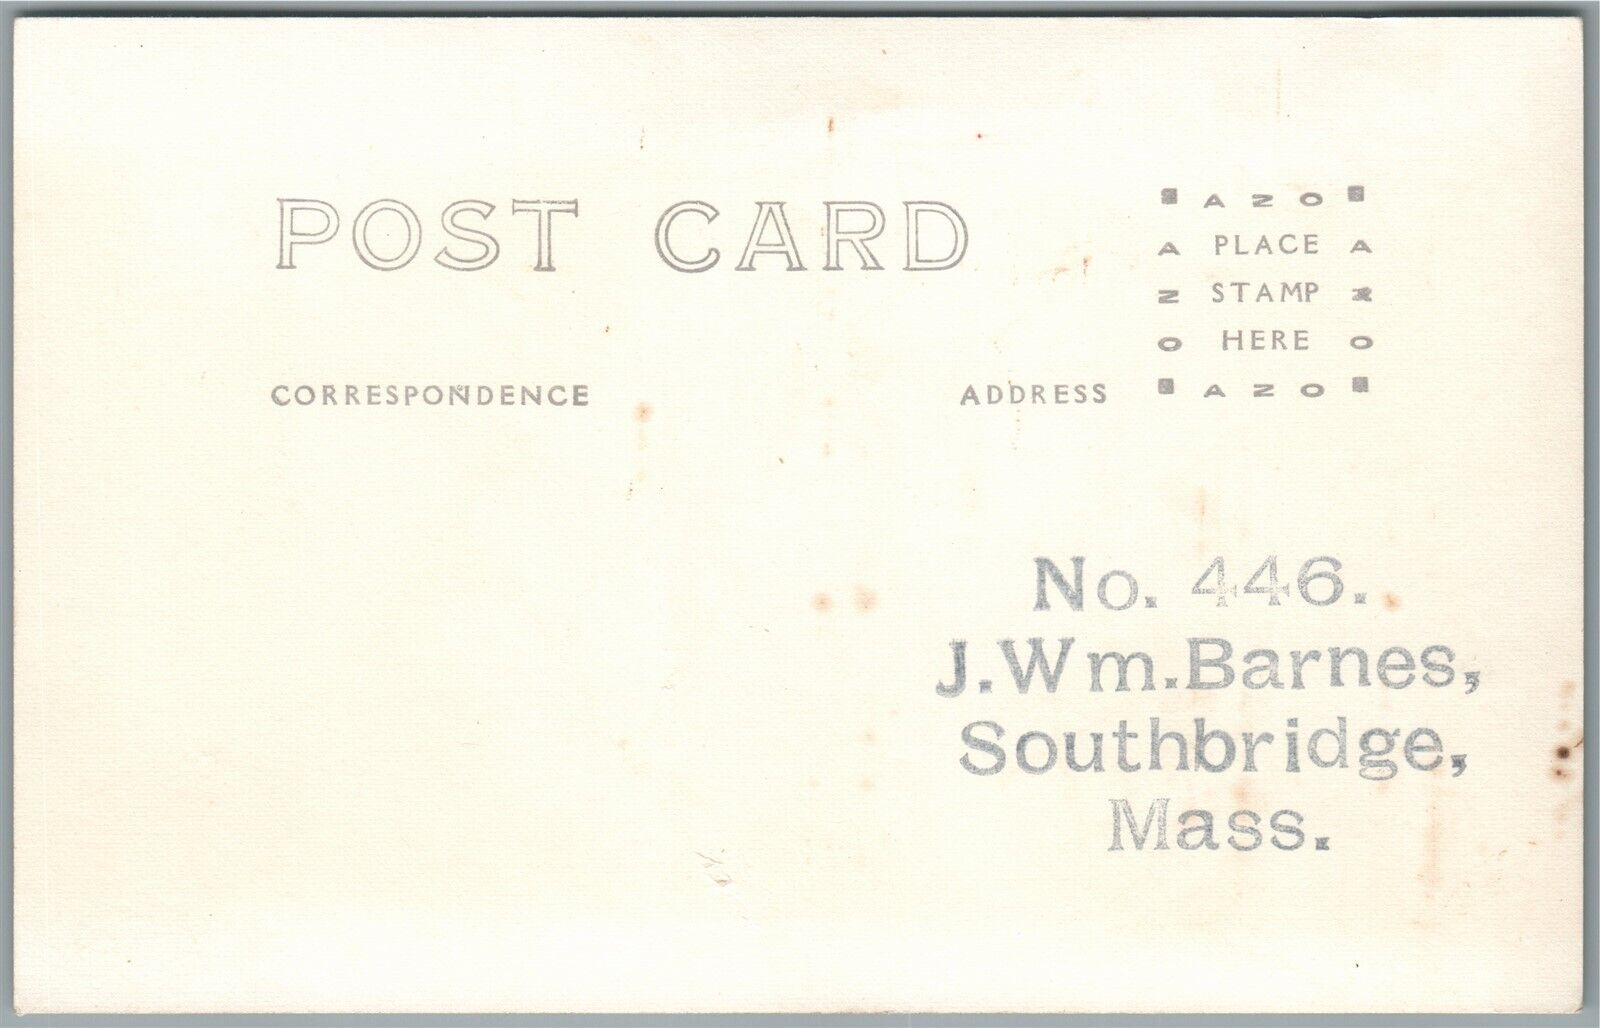 POST CARD
AZO
A PLACE A
Z STAMP Z
O HERE O
AZO
CORRESPONDENCE
ADDRESS
No. 446.
J.Wm.Barnes,
Southbridge,
Mass.